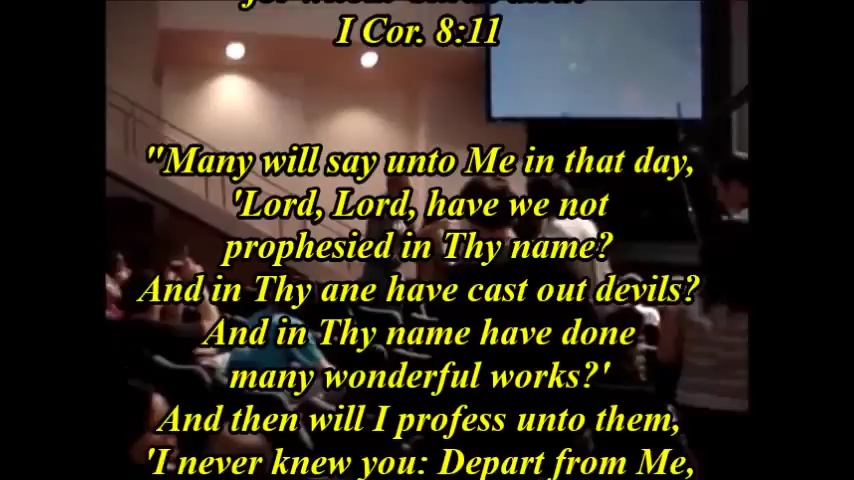 I Cor. 8:11
"Many will say unto Me in that day,
'Lord, Lord, have we not
prophesied in Thy name?
And in Thy ane have cast out devils?
And in Thy name have done
many wonderful works?'
And then will I profess unto them,
'I never knew you: Depart from Me,